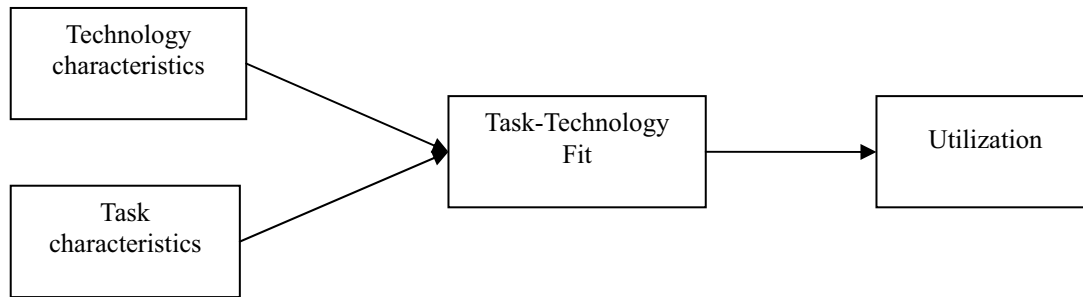 Technology
characteristics
Task-Technology
Fit
Utilization
Task
characteristics